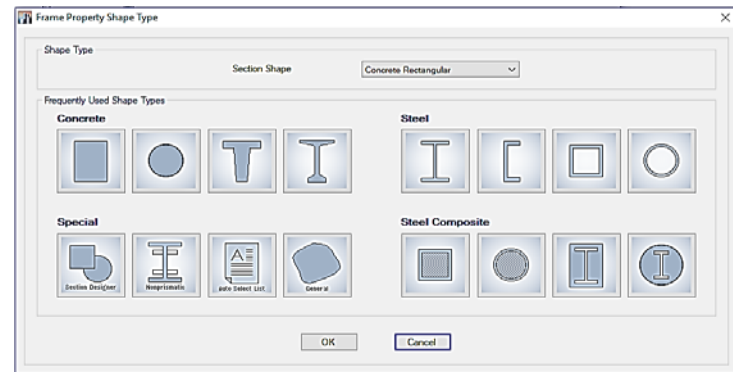 Frame Property Shape Type
Shape Type
Section Shape
Concrete Rectangular
Frequently Used Shape Types
Concrete
Steel
Special
Steel Composite
Section Designer
Nonprismatic
Auto Select List
General
OK
Cancel